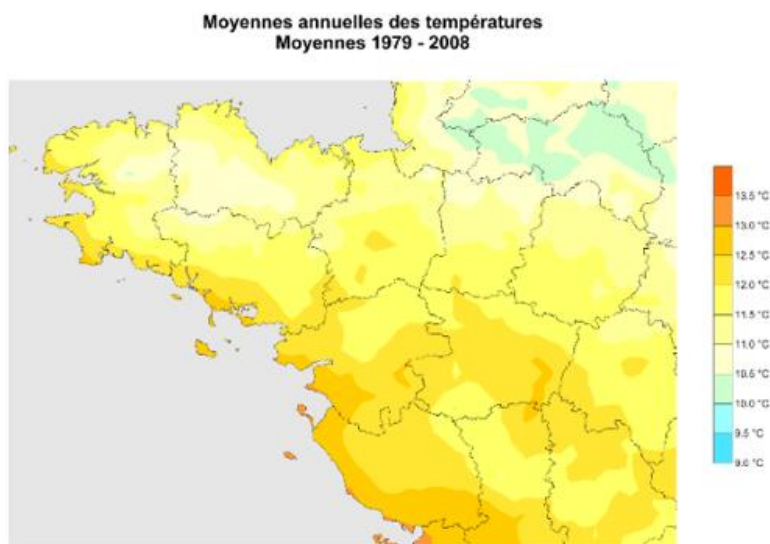 Moyennes annuelles des températures
Moyennes 1979 - 2008
13.5 °C
13.0 °C
12.5 °C
12.0 °C
11.5 °C
11.0 °C
10.5 °C
10.0 °C
9.5 °C
9.0 °C